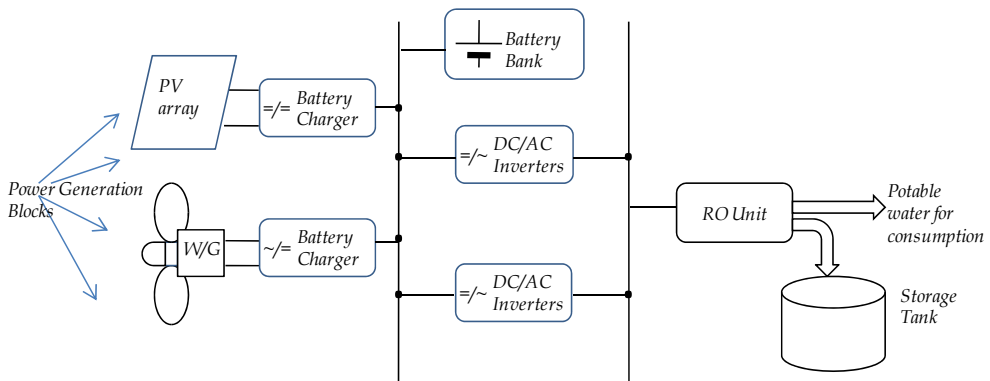 PV
array
=/= Battery
Charger
Battery
Bank
=/~ DC/AC
Inverters
Power Generation
Blocks
W/G
~/= Battery
Charger
=/~ DC/AC
Inverters
RO Unit
Potable
water for
consumption
Storage
Tank